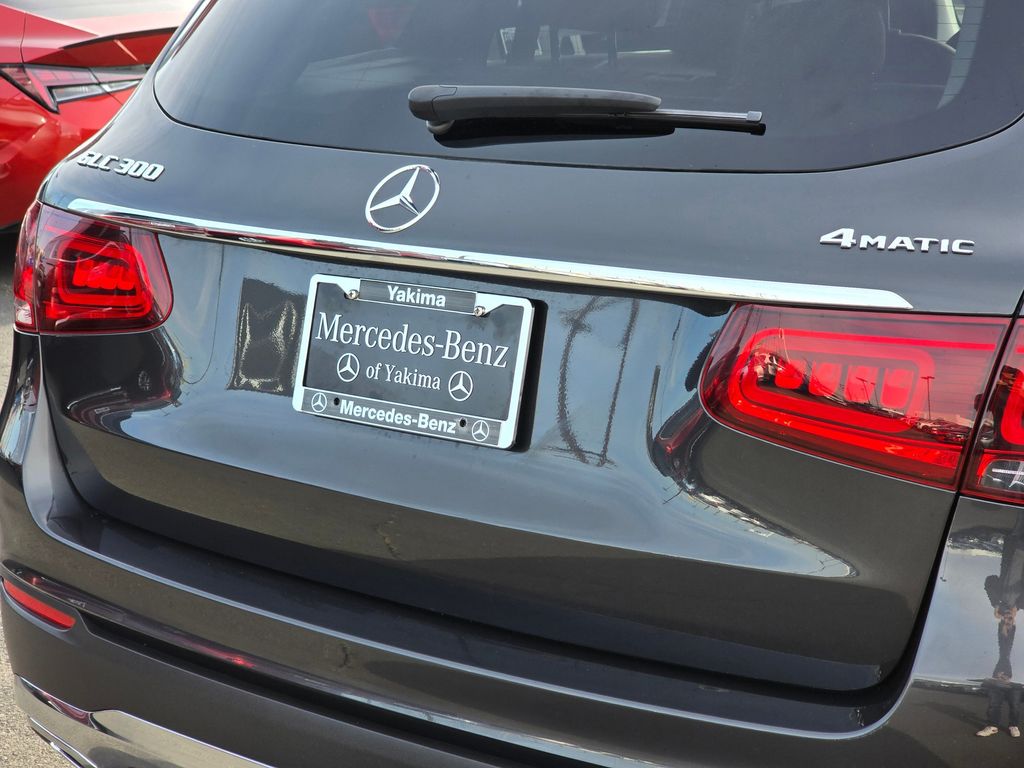 GLC 300
4MATIC
Yakima
Mercedes-Benz
of Yakima
Mercedes-Benz